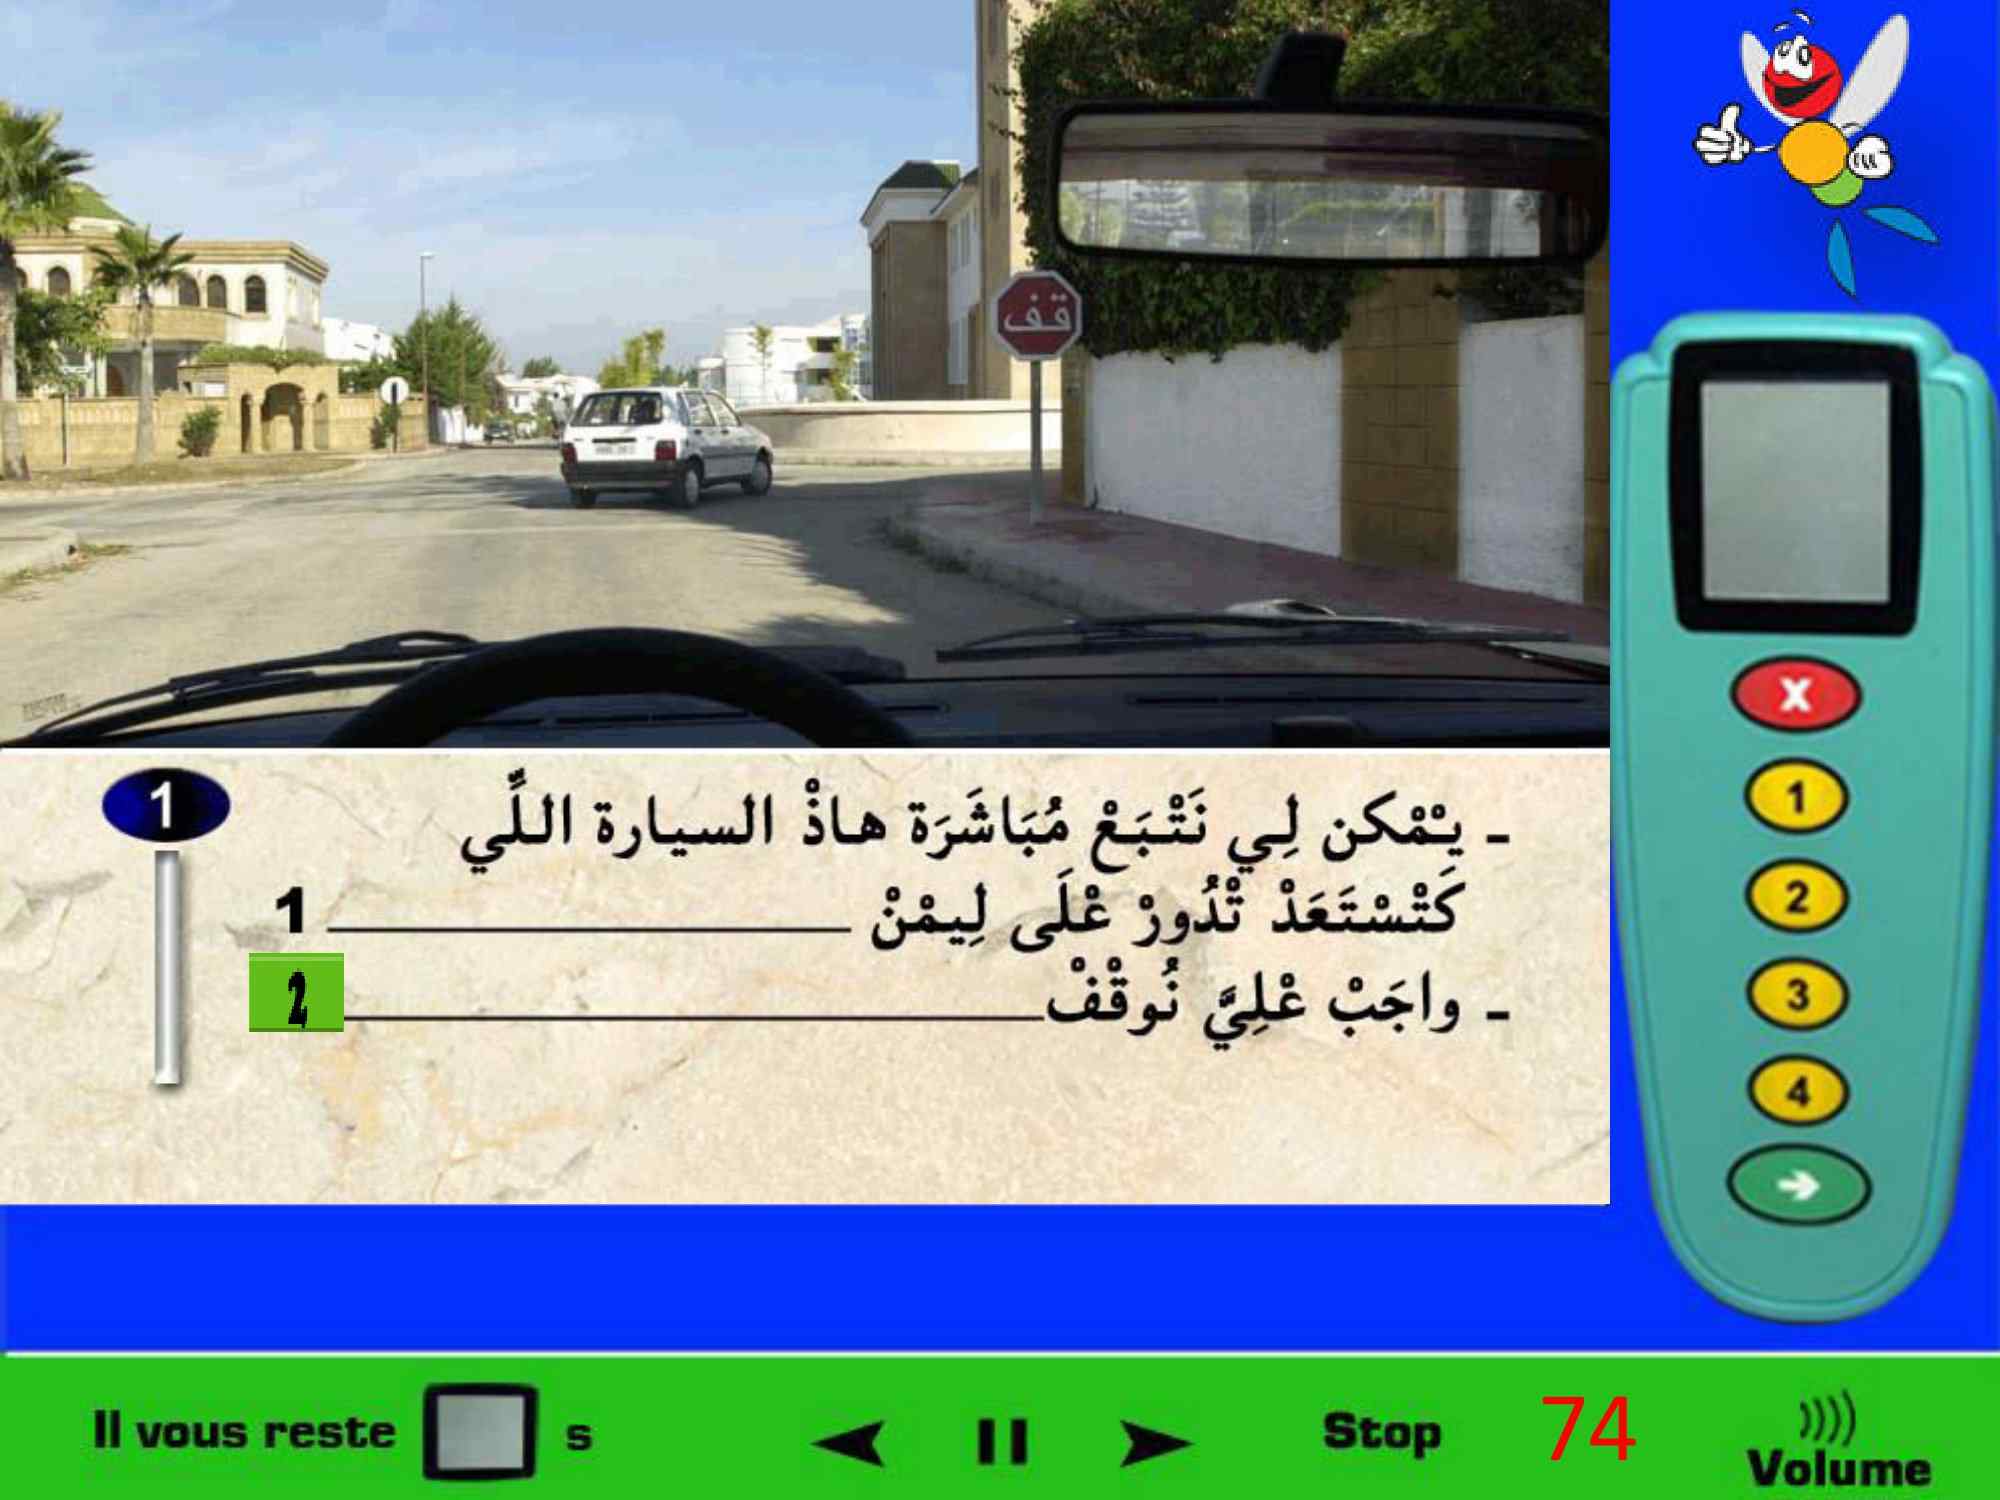 قف
1
ـ يـْمْكن لِي نَتْبَعْ مُبَاشَرَة هاذْ السيارة اللِّي
كَتْسْتَعَدْ تْدُورْ عْلَى لِيمْنْ 1
ـ واجَبْ عْلِيَّ نُوقْفْ 2
X
1
2
3
4
Il vous reste s
Stop
74
Volume